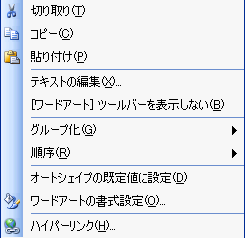 切り取り(T)
コピー(C)
貼り付け(P)
テキストの編集(X)...
[ワードアート] ツールバーを表示しない(B)
グループ化(G)
順序(R)
オートシェイプの既定値に設定(D)
ワードアートの書式設定(O)...
ハイパーリンク(H)...